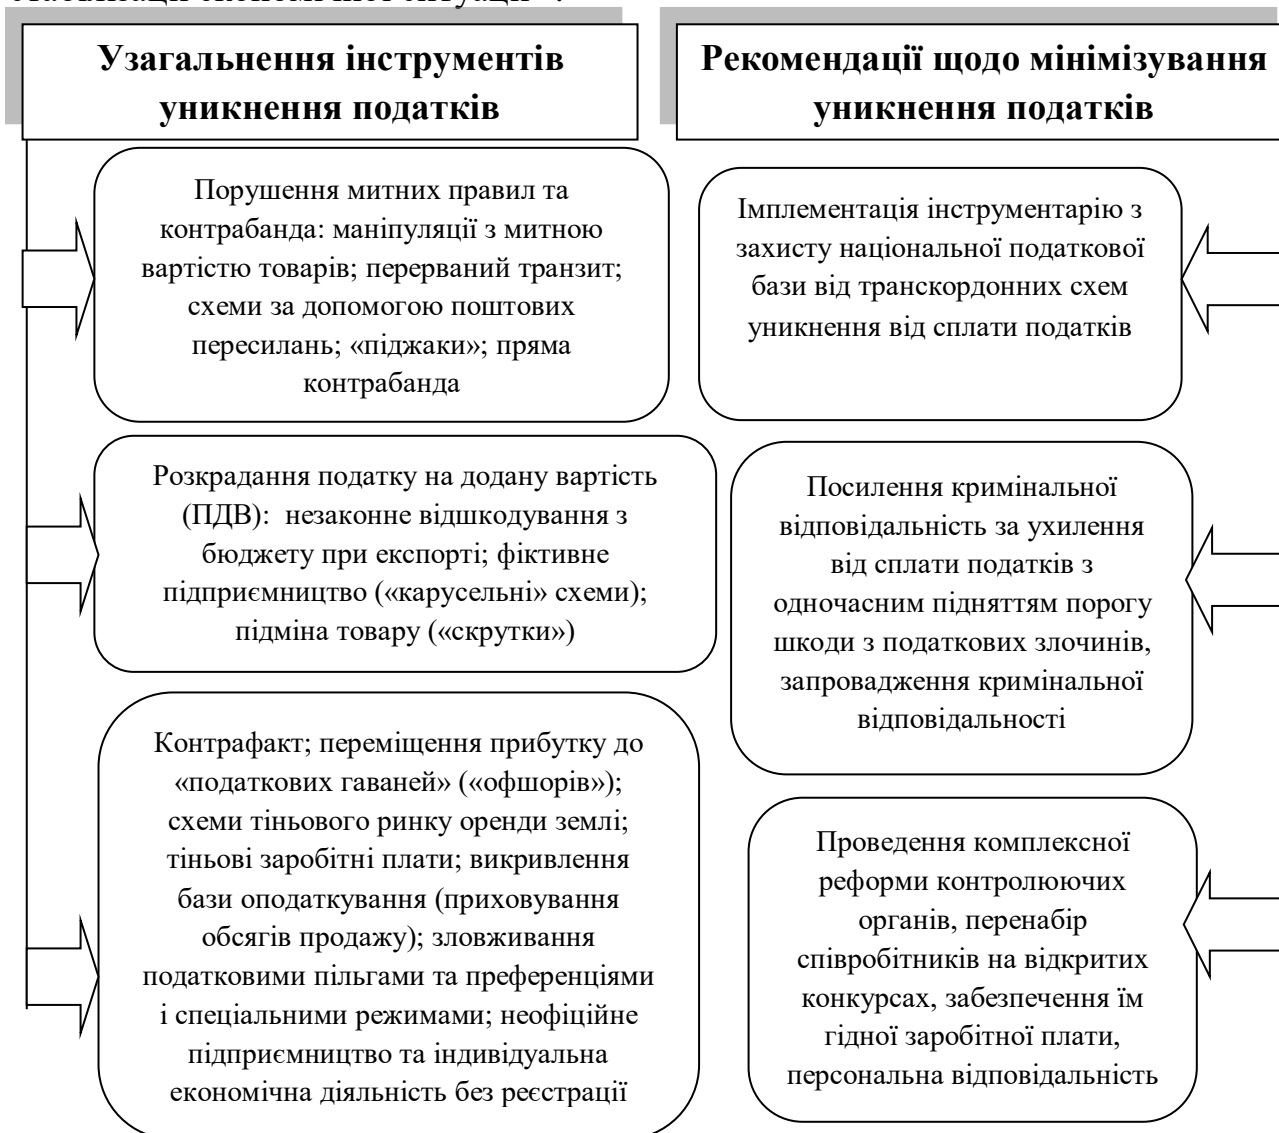 Узагальнення інструментів
уникнення податків
Порушення митних правил та
контрабанда: маніпуляції з митною
вартістю товарів; перерваний транзит;
схеми за допомогою поштових
пересилань; «піджаки»; пряма
контрабанда
Розкрадання податку на додану вартість
(ПДВ): незаконне відшкодування з
бюджету при експорті; фіктивне
підприємництво («карусельні» схеми);
підміна товару («скрутки»)
Контрафакт; переміщення прибутку до
«податкових гаваней» («офшорів»);
схеми тіньового ринку оренди землі;
тіньові заробітні плати; викривлення
бази оподаткування (приховування
обсягів продажу); зловживання
податковими пільгами та преференціями
і спеціальними режимами; неофіційне
підприємництво та індивідуальна
економічна діяльність без реєстрації
Рекомендації щодо мінімізування
уникнення податків
Імплементація інструментарію з
захисту національної податкової
бази від транскордонних схем
уникнення від сплати податків
Посилення кримінальної
відповідальність за ухилення
від сплати податків з
одночасним підняттям порогу
шкоди з податкових злочинів,
запровадження кримінальної
відповідальності
Проведення комплексної
реформи контролюючих
органів, перенабір
співробітників на відкритих
конкурсах, забезпечення їм
гідної заробітної плати,
персональна відповідальність